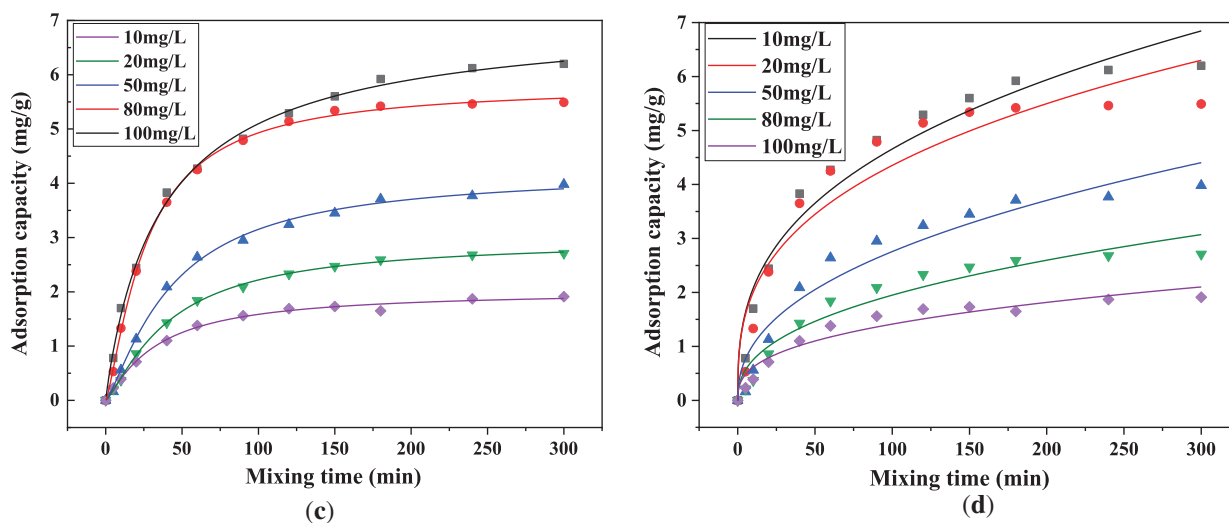 7
6
5
4
3
2
1
0
Adsorption capacity (mg/g)
10mg/L
20mg/L
50mg/L
80mg/L
100mg/L
0 50 100 150 200 250 300
Mixing time (min)
(c)
7
6
5
4
3
2
1
0
Adsorption capacity (mg/g)
10mg/L
20mg/L
50mg/L
80mg/L
100mg/L
0 50 100 150 200 250 300
Mixing time (min)
(d)